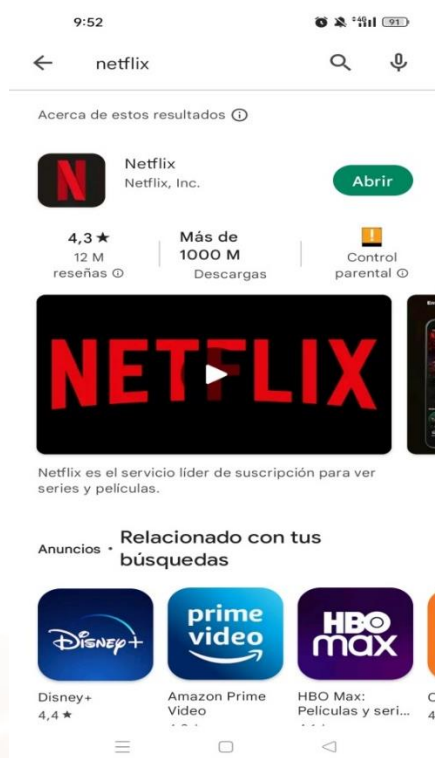 9:52
4G
91
netflix
Acerca de estos resultados
N
Netflix
Netflix, Inc.
Abrir
4,3★
12 M
reseñas
Más de
1000 M
Descargas
Control
parental
NETFLIX
Netflix es el servicio líder de suscripción para ver
series y películas.
Anuncios · Relacionado con tus
búsquedas
Disney+
prime
video
HBO
max
Disney+
4,4★
Amazon Prime
Video
HBO Max:
Películas y seri...